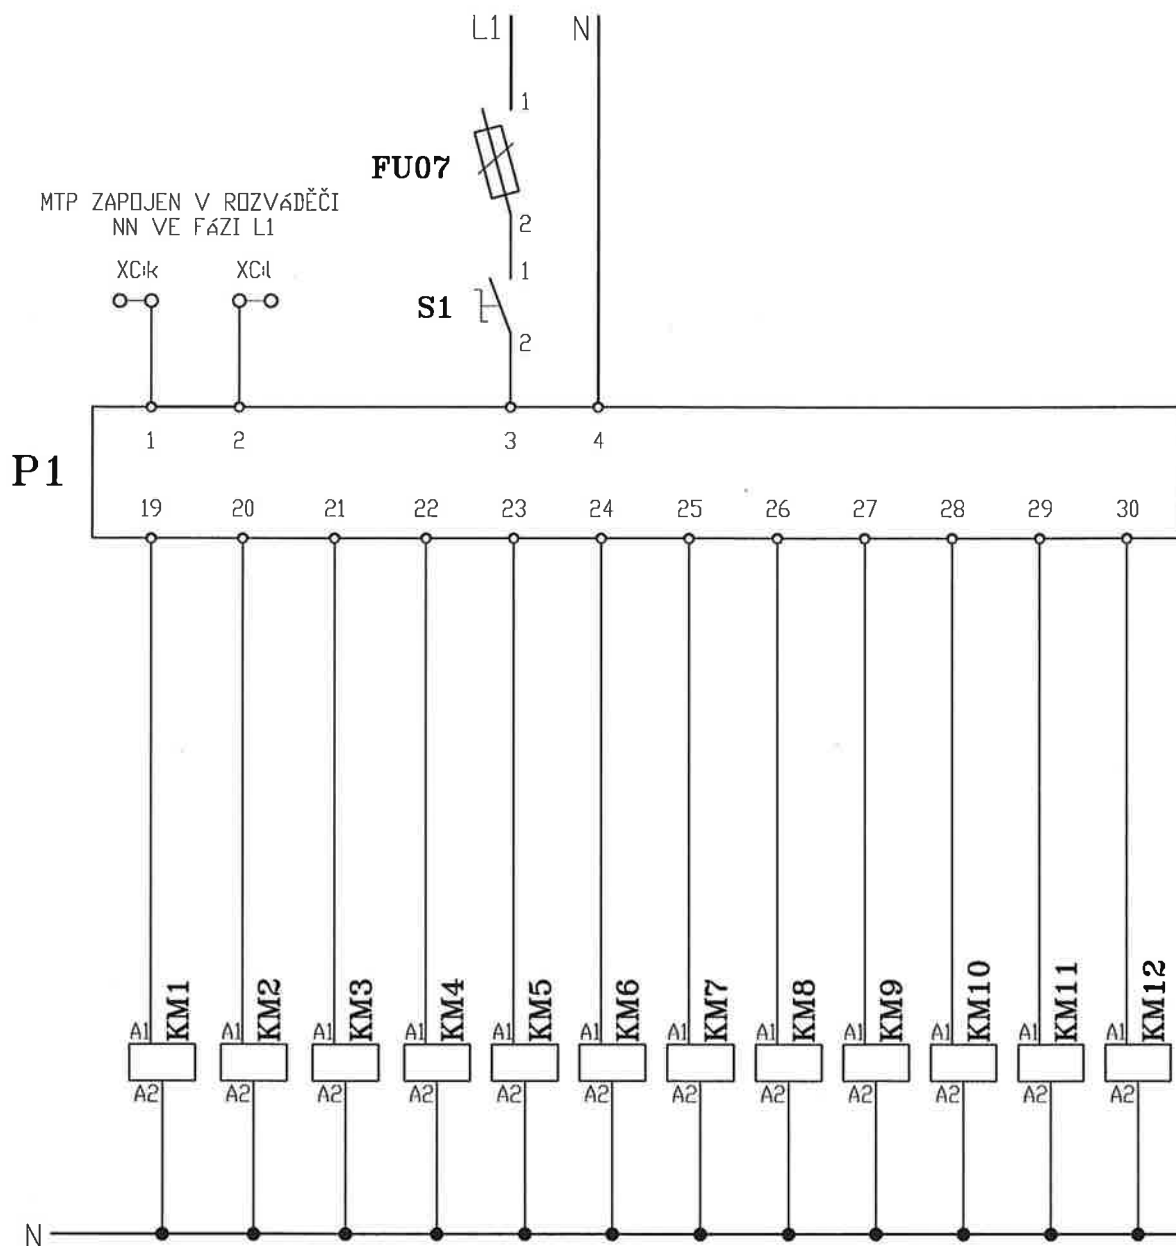 L1 N
1
FU07
2
MTP ZAPOJEN V ROZVÁDĚČI
NN VE FÁZI L1
XC:k XC:l
1
S1
2
P1
1 2 3 4
19 20 21 22 23 24 25 26 27 28 29 30
KM1 KM2 KM3 KM4 KM5 KM6 KM7 KM8 KM9 KM10 KM11 KM12
A1 A1 A1 A1 A1 A1 A1 A1 A1 A1 A1 A1
A2 A2 A2 A2 A2 A2 A2 A2 A2 A2 A2 A2
N